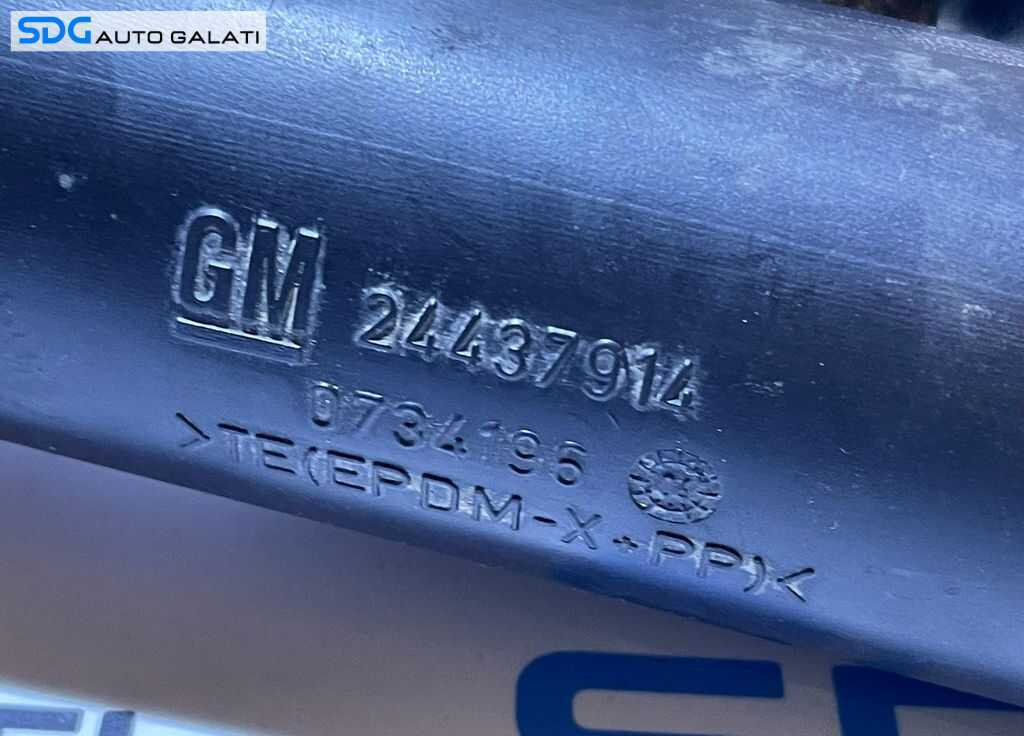 SDG AUTO GALATI
GM 24437914
0734196
>TE(EPDM-X+PP)<